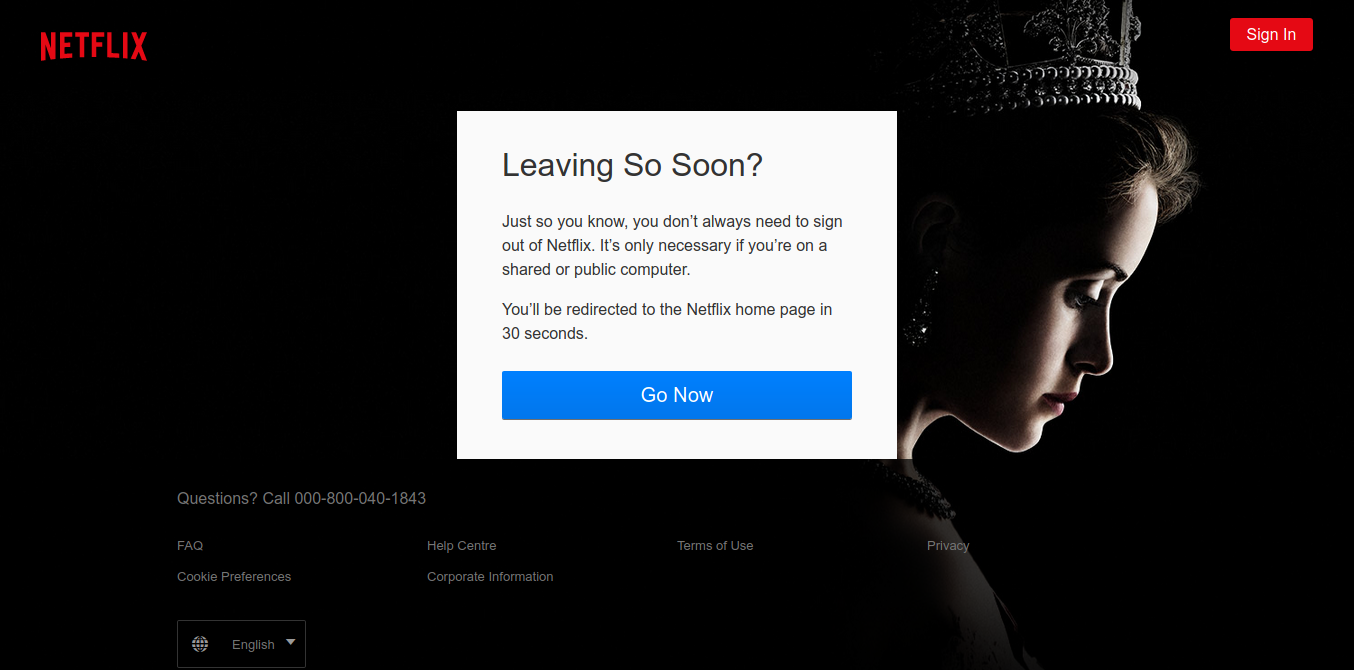 NETFLIX
Sign In
Leaving So Soon?
Just so you know, you don’t always need to sign
out of Netflix. It’s only necessary if you’re on a
shared or public computer.
You’ll be redirected to the Netflix home page in
30 seconds.
Go Now
Questions? Call 000-800-040-1843
FAQ
Help Centre
Terms of Use
Privacy
Cookie Preferences
Corporate Information
English